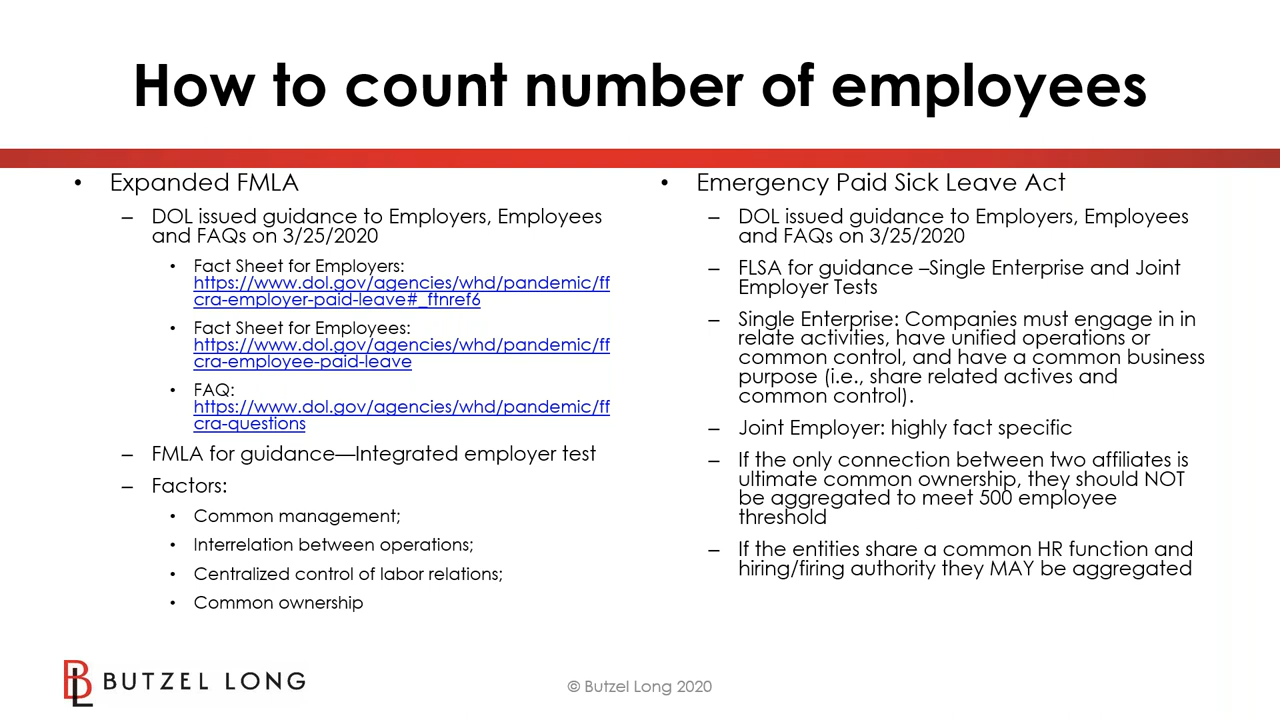 How to count number of employees
• Expanded FMLA
– DOL issued guidance to Employers, Employees
and FAQs on 3/25/2020
• Fact Sheet for Employers:
https://www.dol.gov/agencies/whd/pandemic/ff
cra-employer-paid-leave#_ftnref6
• Fact Sheet for Employees:
https://www.dol.gov/agencies/whd/pandemic/ff
cra-employee-paid-leave
• FAQ:
https://www.dol.gov/agencies/whd/pandemic/ff
cra-questions
– FMLA for guidance—Integrated employer test
– Factors:
• Common management;
• Interrelation between operations;
• Centralized control of labor relations;
• Common ownership
• Emergency Paid Sick Leave Act
– DOL issued guidance to Employers, Employees
and FAQs on 3/25/2020
– FLSA for guidance –Single Enterprise and Joint
Employer Tests
– Single Enterprise: Companies must engage in in
relate activities, have unified operations or
common control, and have a common business
purpose (i.e., share related actives and
common control).
– Joint Employer: highly fact specific
– If the only connection between two affiliates is
ultimate common ownership, they should NOT
be aggregated to meet 500 employee
threshold
– If the entities share a common HR function and
hiring/firing authority they MAY be aggregated
BL BUTZEL LONG
© Butzel Long 2020